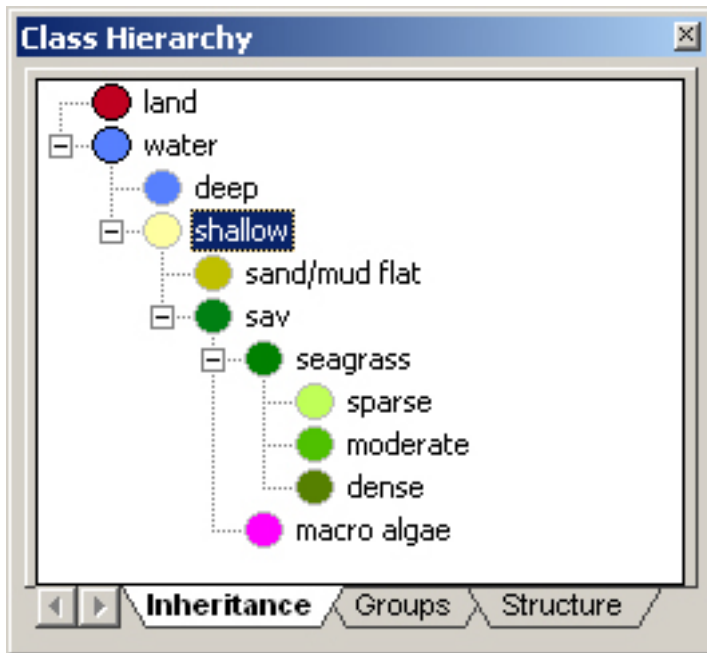 Class Hierarchy
land
water
deep
shallow
sand/mud flat
sav
seagrass
sparse
moderate
dense
macro algae
Inheritance Groups Structure